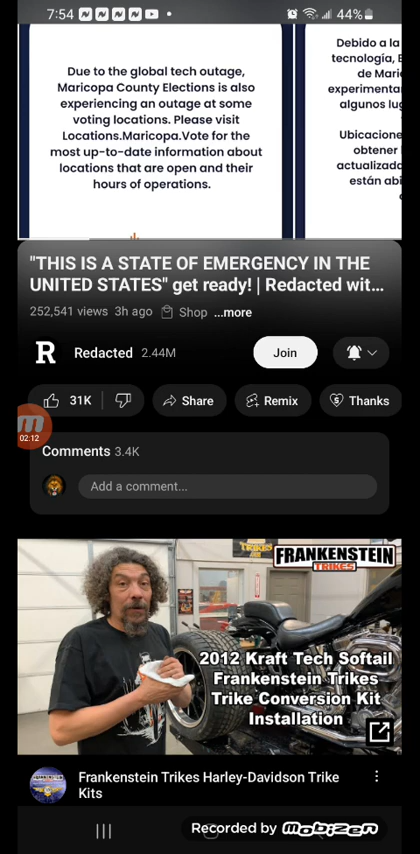 7:54
44%
Due to the global tech outage,
Maricopa County Elections is also
experiencing an outage at some
voting locations. Please visit
Locations.Maricopa.Vote for the
most up-to-date information about
locations that are open and their
hours of operations.
Debido a la
tecnología, E
de Mari
experimenta
algunos lug
Ubicacione
obtener
actualizada
están abi
"THIS IS A STATE OF EMERGENCY IN THE
UNITED STATES" get ready! | Redacted wit...
252,541 views 3h ago Shop ...more
R Redacted 2.44M Join
31K Share Remix Thanks
02:12
Comments 3.4K
Add a comment...
FRANKENSTEIN
TRIKES
2012 Kraft Tech Softail
Frankenstein Trikes
Trike Conversion Kit
Installation
Frankenstein Trikes Harley-Davidson Trike
Kits
Recorded by mobizen